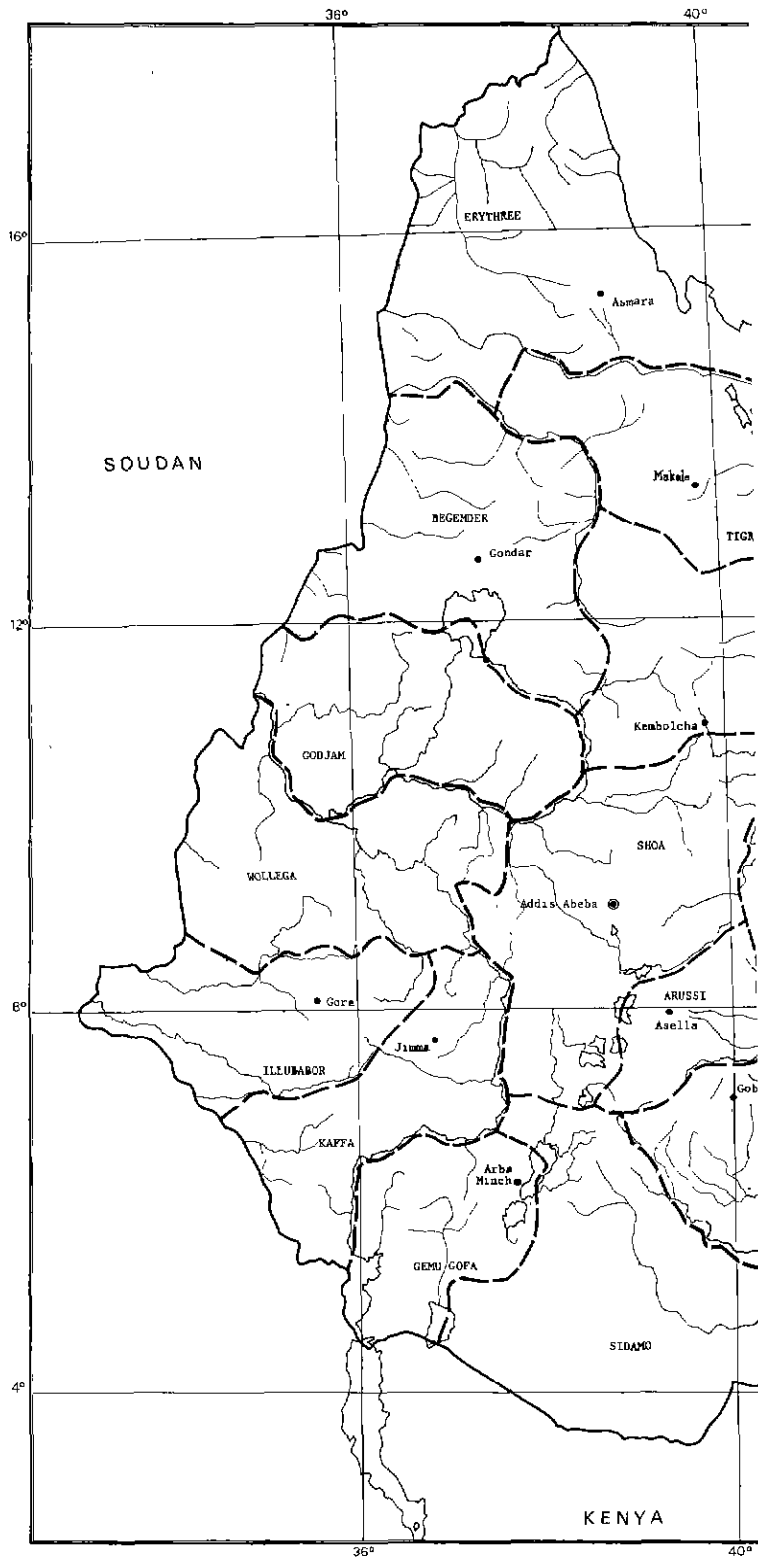 36°
40°
ERYTHREE
16°
Asmara
SOUDAN
Makale
BEGEMDER
TIGR
Gondar
12°
Kembolcha
GODJAM
SHOA
WOLLEGA
Addis Abeba
ARUSSI
Gore
8°
Asella
Jimma
ILLUBABOR
Gob
KAFFA
Arba
Minch
GEMU GOFA
SIDAMO
4°
KENYA
36°
40°